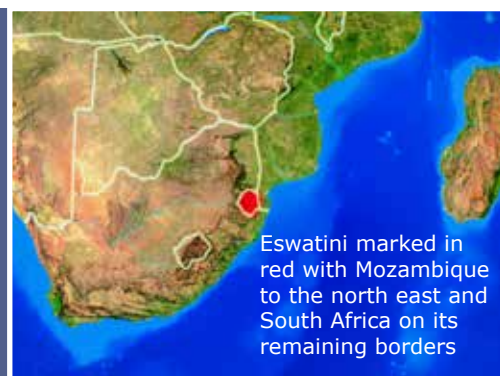 Eswatini marked in
red with Mozambique
to the north east and
South Africa on its
remaining borders